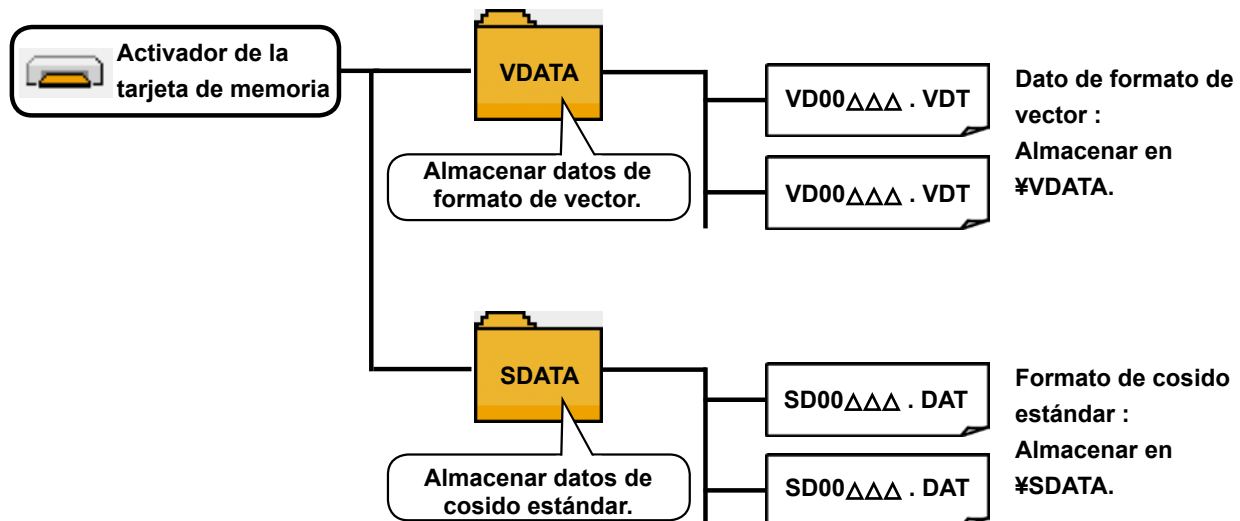 Activador de la
tarjeta de memoria
VDATA
Almacenar datos de
formato de vector.
VD00△△△ . VDT
VD00△△△ . VDT
Dato de formato de
vector :
Almacenar en
¥VDATA.
SDATA
Almacenar datos de
cosido estándar.
SD00△△△ . DAT
SD00△△△ . DAT
Formato de cosido
estándar :
Almacenar en
¥SDATA.